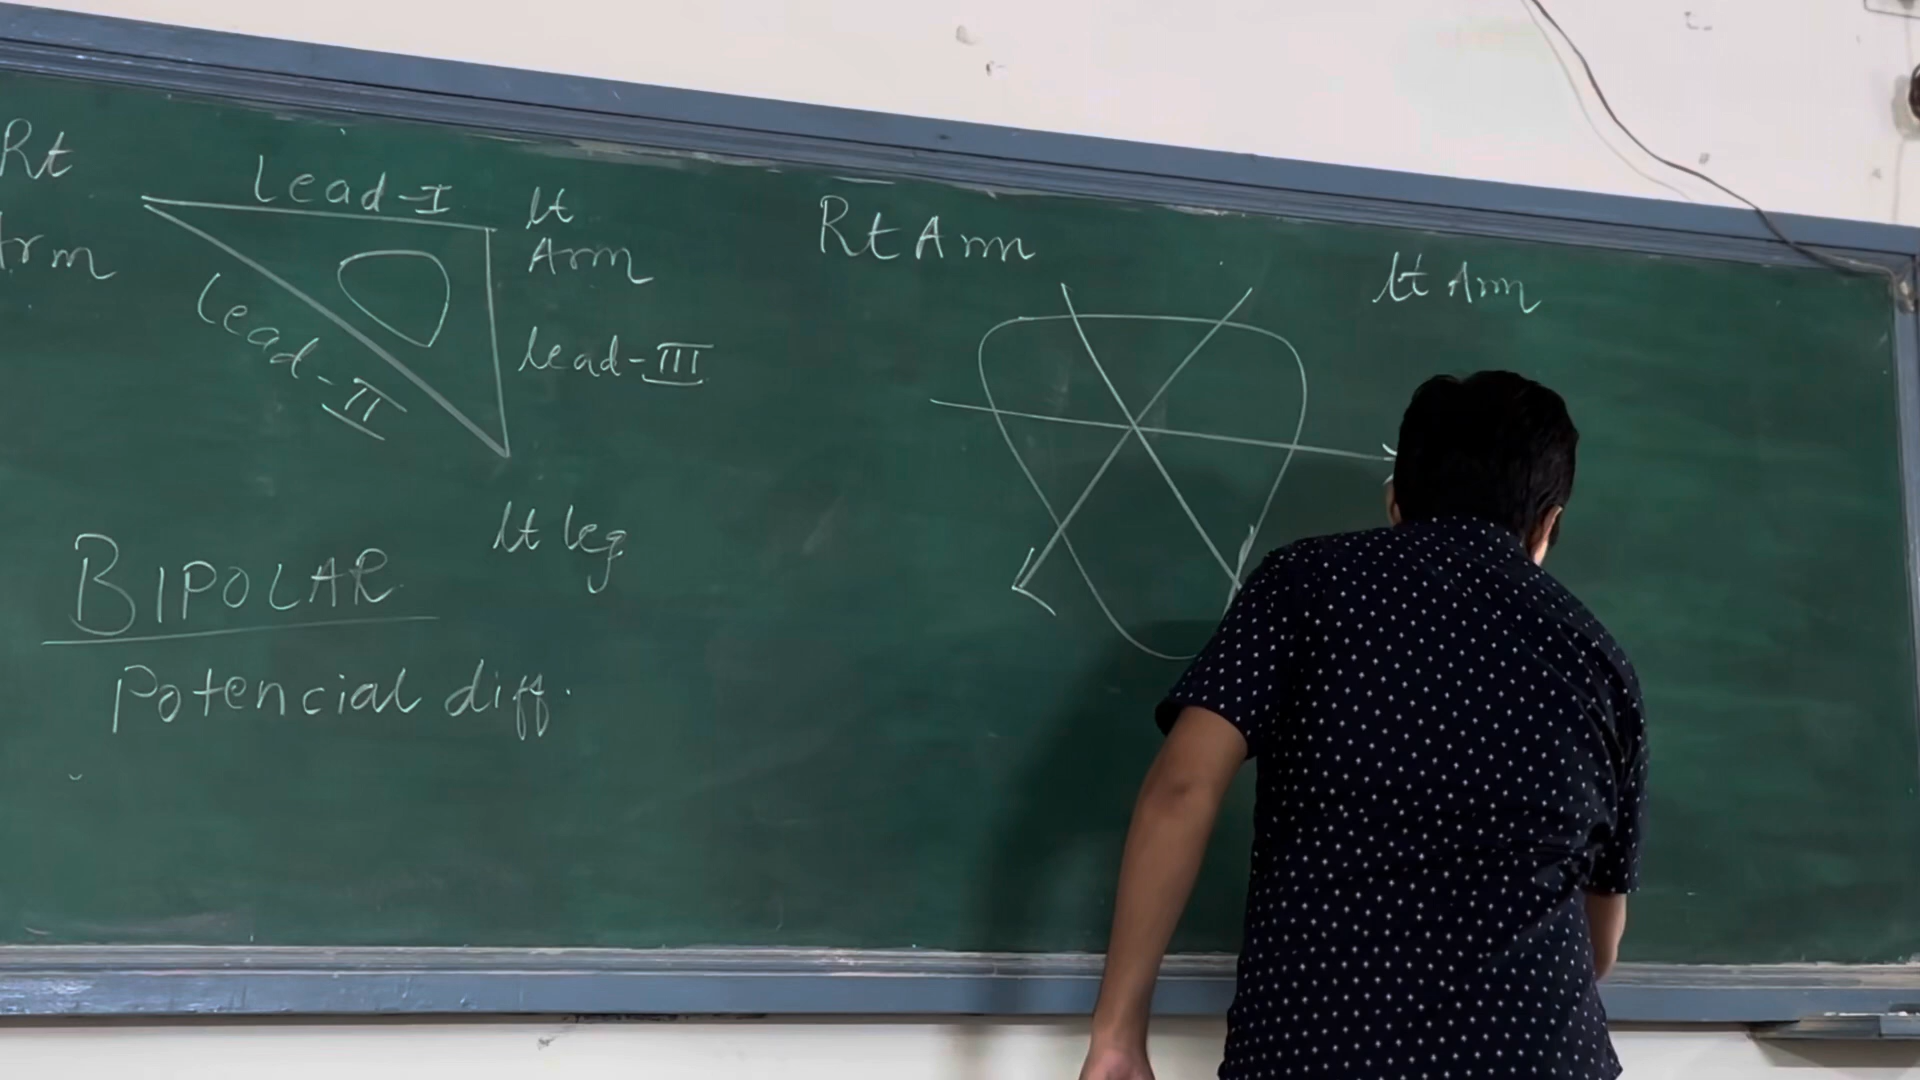 Rt
Arm
Lead-I
Lt
Arm
Lead-II
Lead-III
Lt leg
BIPOLAR
Potencial diff.
Rt Arm
Lt Arm